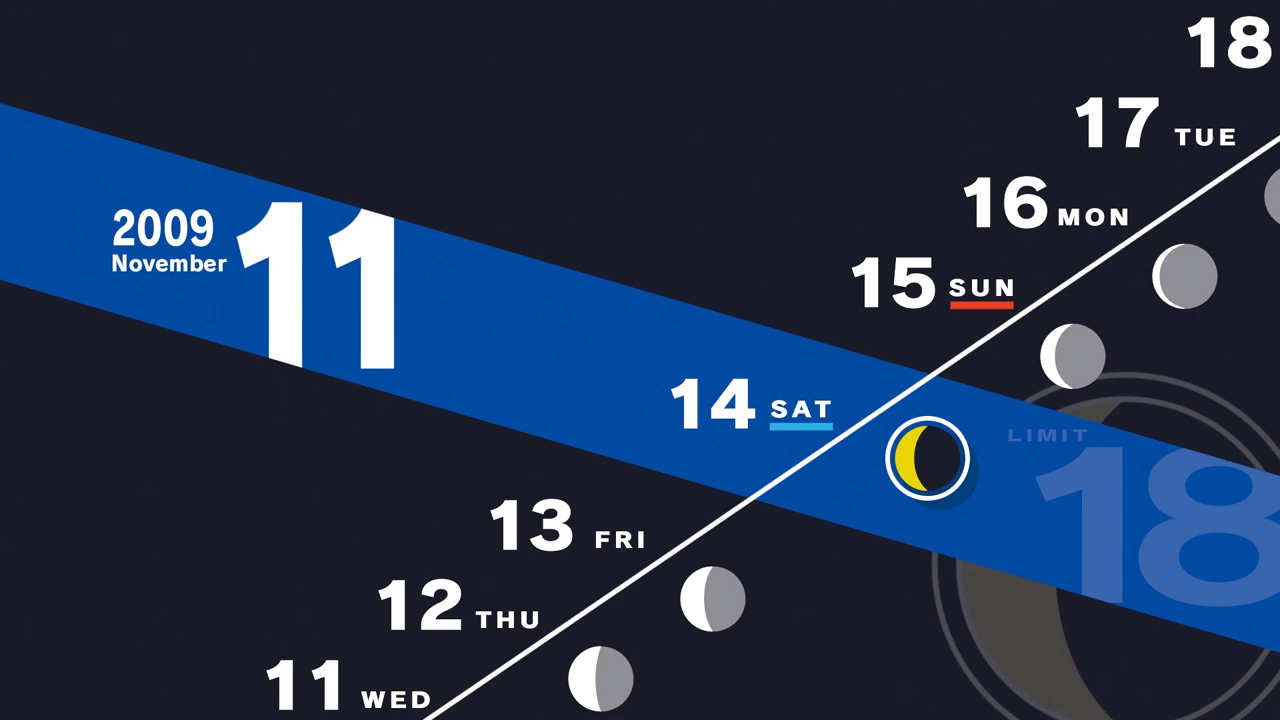 18
17 TUE
16 MON
15 SUN
2009
November
11
14 SAT
LIMIT
18
13 FRI
12 THU
11 WED